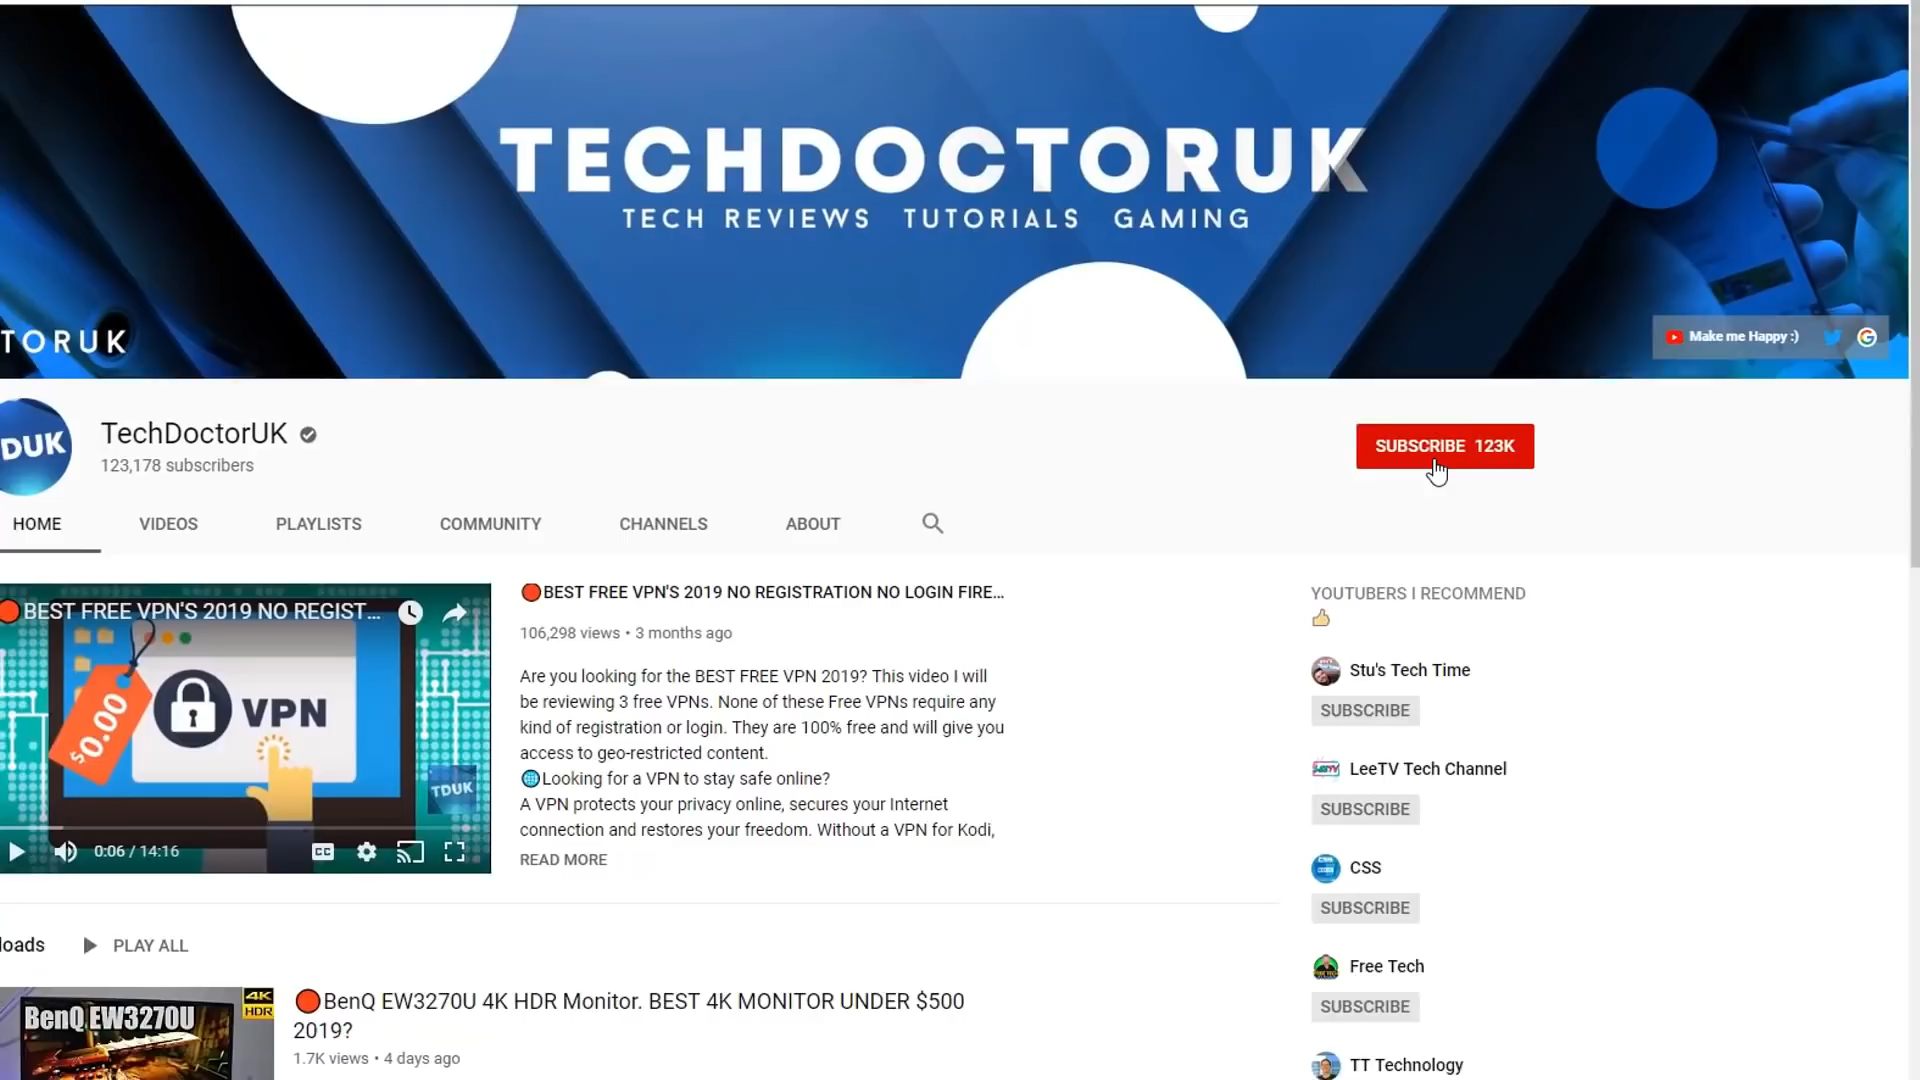 TECHDOCTORUK
TECH REVIEWS TUTORIALS GAMING
TORUK
Make me Happy :)
DUK
TechDoctorUK
123,178 subscribers
SUBSCRIBE 123K
HOME
VIDEOS
PLAYLISTS
COMMUNITY
CHANNELS
ABOUT
BEST FREE VPN'S 2019 NO REGIST...
$0.00
VPN
TDUK
0:06 / 14:16
CC
🔴BEST FREE VPN'S 2019 NO REGISTRATION NO LOGIN FIRE...
106,298 views • 3 months ago
Are you looking for the BEST FREE VPN 2019? This video I will
be reviewing 3 free VPNs. None of these Free VPNs require any
kind of registration or login. They are 100% free and will give you
access to geo-restricted content.
🌐Looking for a VPN to stay safe online?
A VPN protects your privacy online, secures your Internet
connection and restores your freedom. Without a VPN for Kodi,
READ MORE
YOUTUBERS I RECOMMEND
👍
Stu's Tech Time
SUBSCRIBE
LeeTV Tech Channel
SUBSCRIBE
CSS
SUBSCRIBE
Free Tech
SUBSCRIBE
TT Technology
loads
PLAY ALL
BenQ EW3270U
4K
HDR
🔴BenQ EW3270U 4K HDR Monitor. BEST 4K MONITOR UNDER $500
2019?
1.7K views • 4 days ago